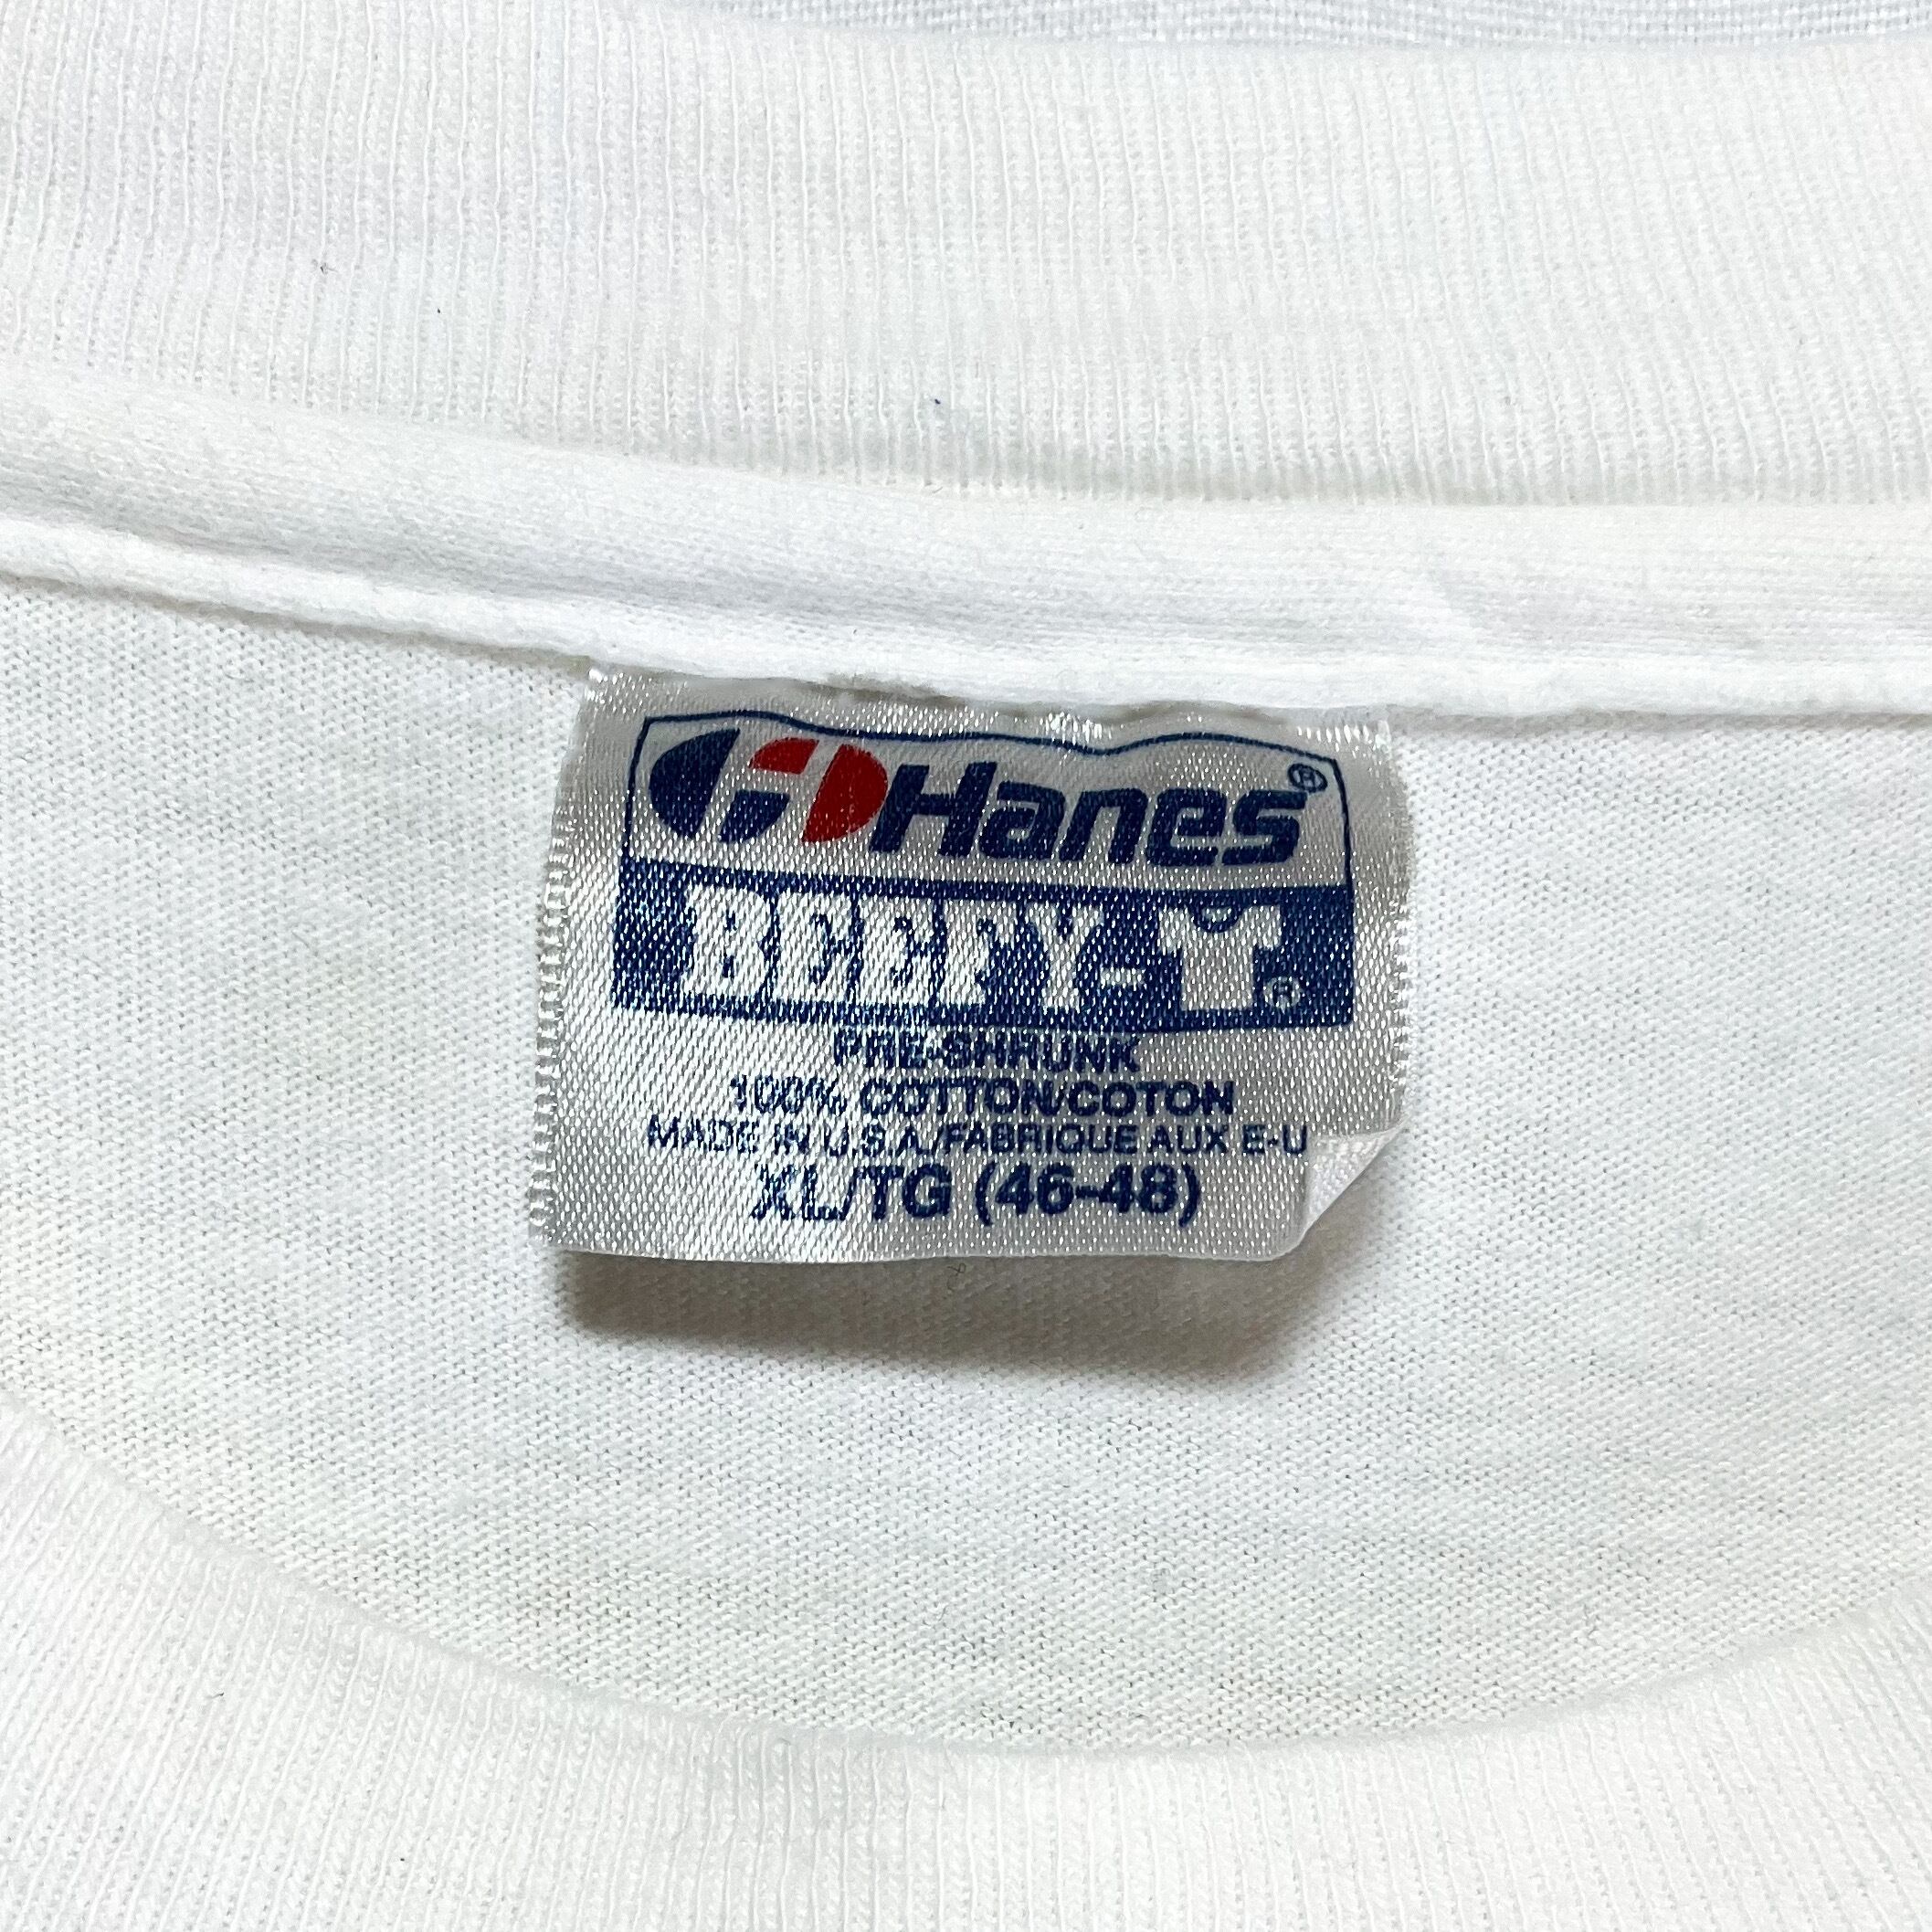 Hanes®
BEEFY-T®
PRE-SHRUNK
100% COTTON/COTON
MADE IN U.S.A./FABRIQUE AUX E-U
XL/TG (46-48)